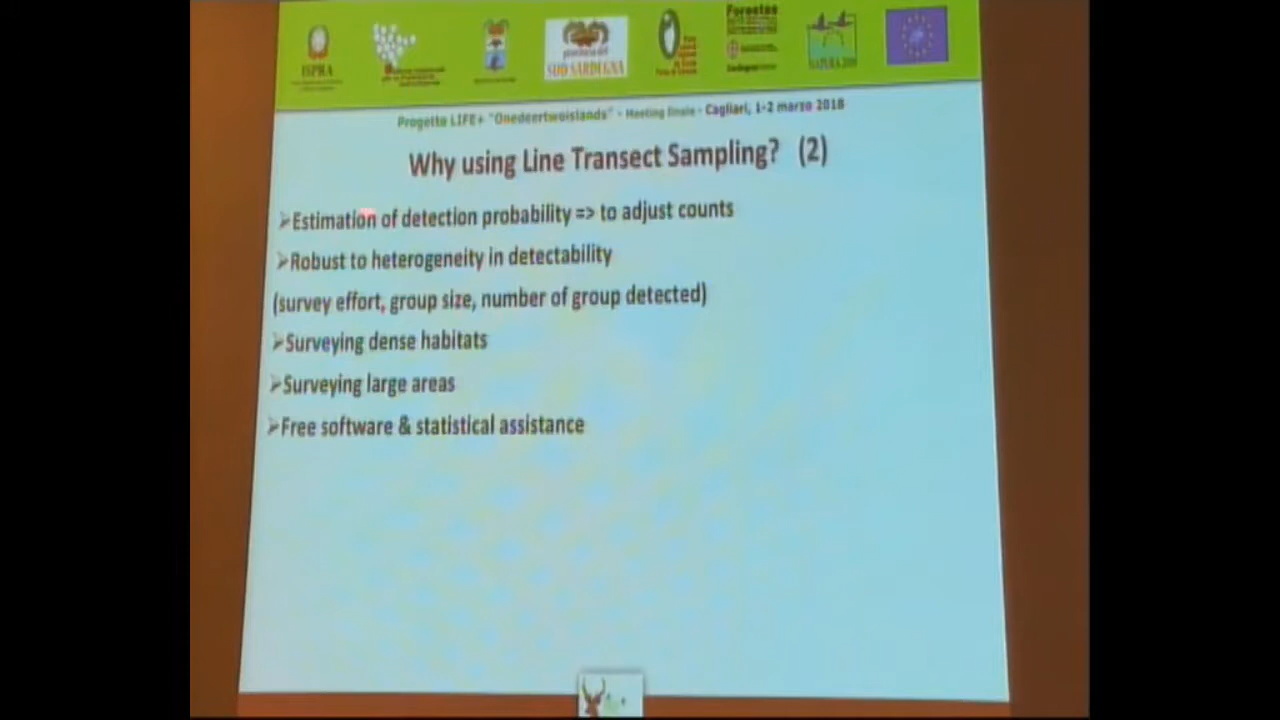 ISPRA
SUD SARDEGNA
Forestas
NATURA 2000
Progetto LIFE+ "Onedeertwoislands" - Meeting finale - Cagliari, 1-2 marzo 2018
Why using Line Transect Sampling? (2)
➢Estimation of detection probability => to adjust counts
➢Robust to heterogeneity in detectability
(survey effort, group size, number of group detected)
➢Surveying dense habitats
➢Surveying large areas
➢Free software & statistical assistance